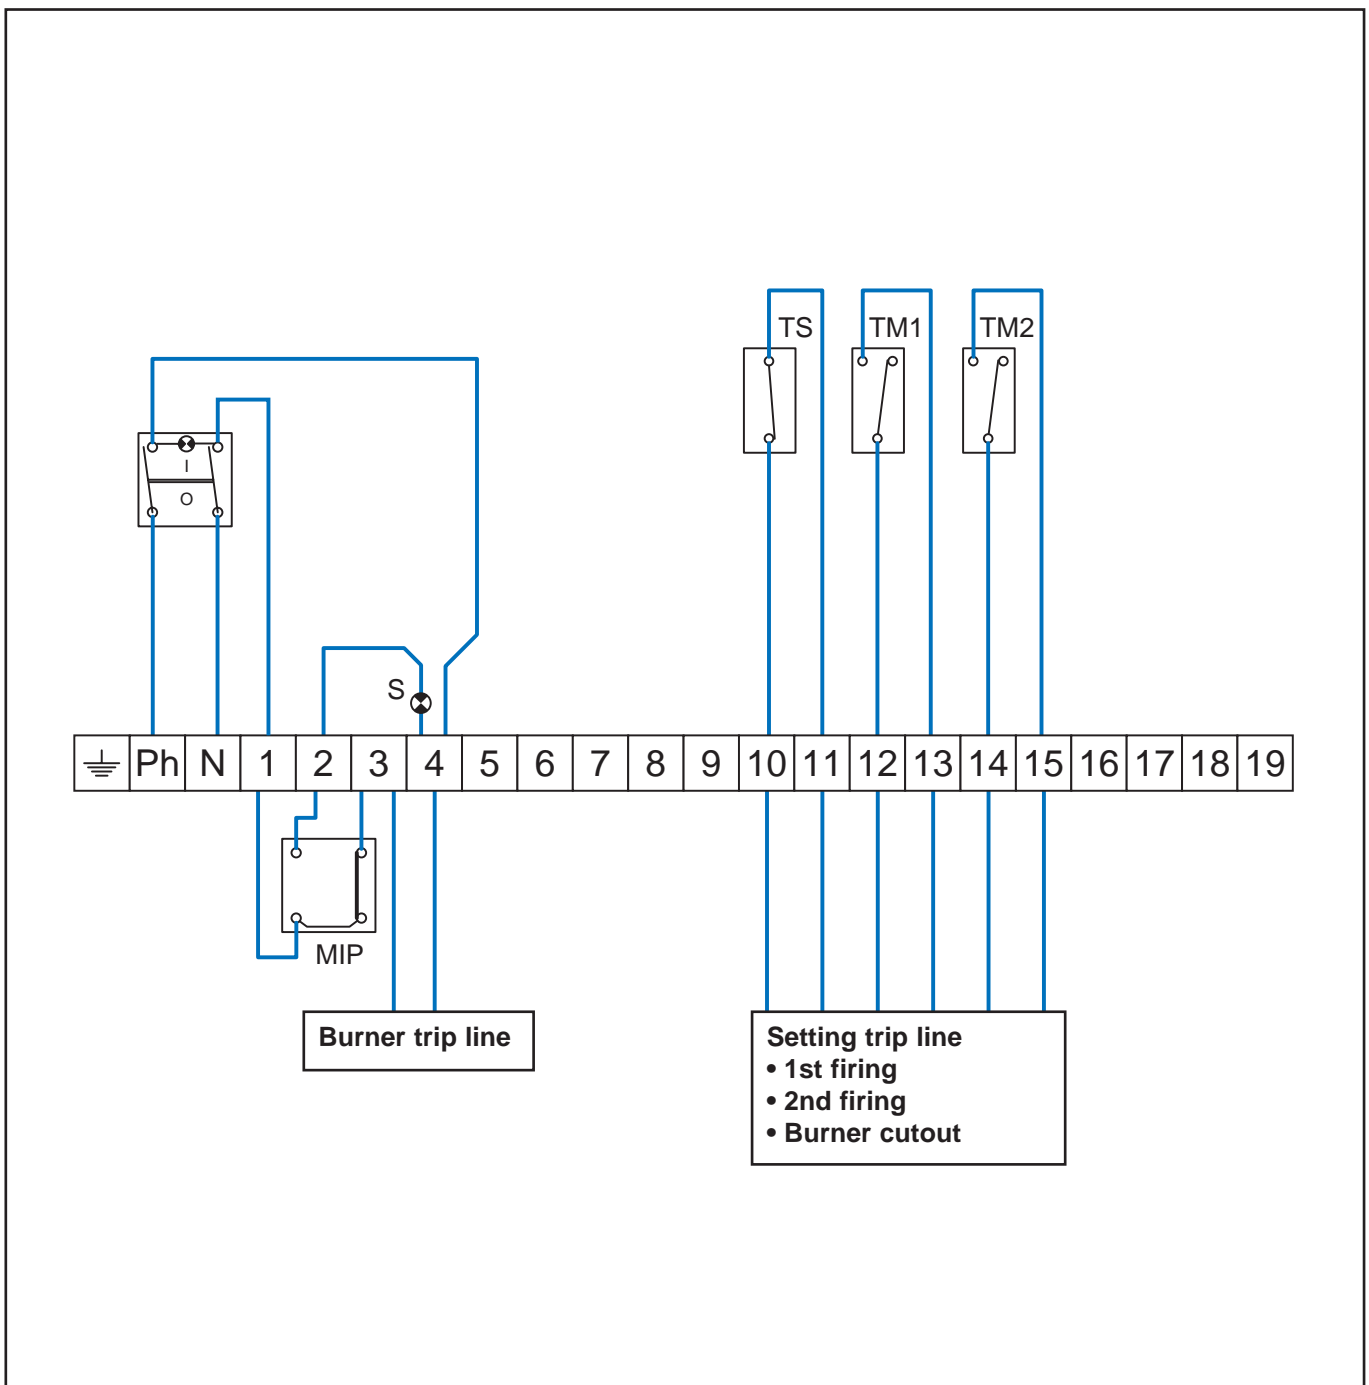 TS TM1 TM2
I
O
S
Ph N 1 2 3 4 5 6 7 8 9 10 11 12 13 14 15 16 17 18 19
MIP
Burner trip line
Setting trip line
• 1st firing
• 2nd firing
• Burner cutout